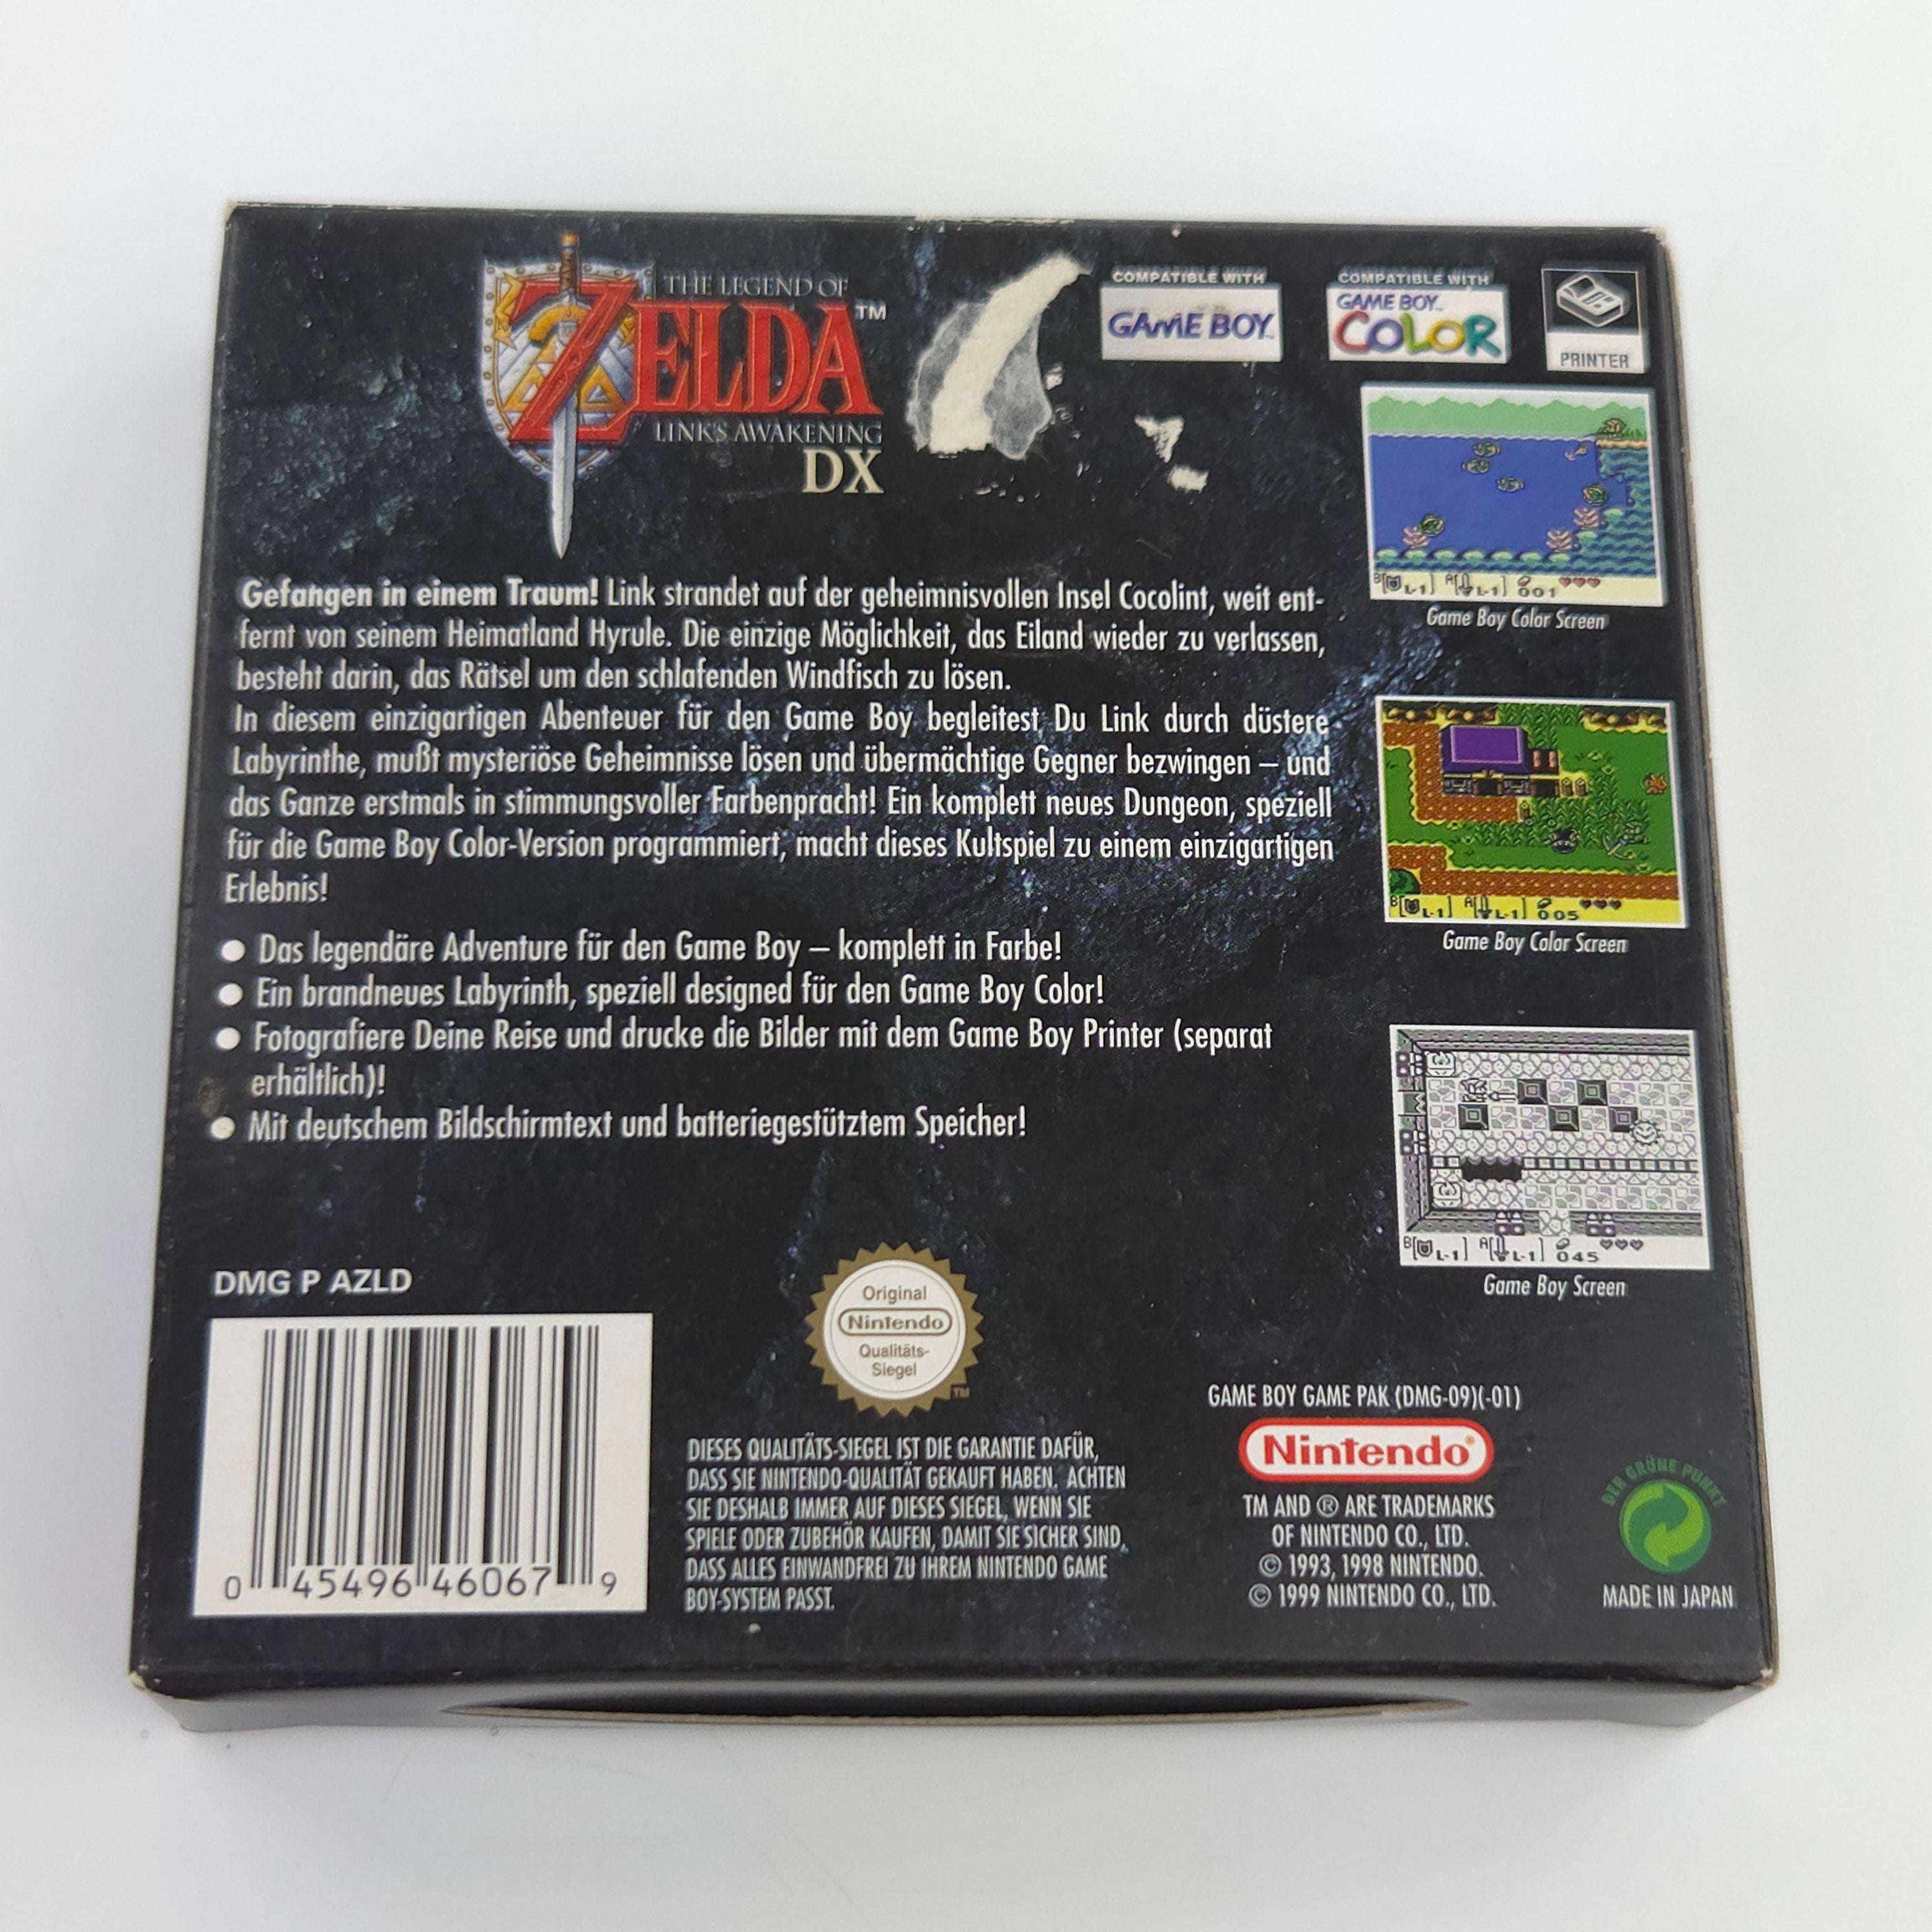 THE LEGEND OF
ZELDA™
LINK'S AWAKENING
DX
COMPATIBLE WITH
GAME BOY™
COMPATIBLE WITH
GAME BOY™
COLOR
PRINTER
Gefangen in einem Traum! Link strandet auf der geheimnisvollen Insel Cocolint, weit ent-
fernt von seinem Heimatland Hyrule. Die einzige Möglichkeit, das Eiland wieder zu verlassen,
besteht darin, das Rätsel um den schlafenden Windfisch zu lösen.
In diesem einzigartigen Abenteuer für den Game Boy begleitest Du Link durch düstere
Labyrinthe, mußt mysteriöse Geheimnisse lösen und übermächtige Gegner bezwingen – und
das Ganze erstmals in stimmungsvoller Farbenpracht! Ein komplett neues Dungeon, speziell
für die Game Boy Color-Version programmiert, macht dieses Kultspiel zu einem einzigartigen
Erlebnis!
● Das legendäre Adventure für den Game Boy – komplett in Farbe!
● Ein brandneues Labyrinth, speziell designed für den Game Boy Color!
● Fotografiere Deine Reise und drucke die Bilder mit dem Game Boy Printer (separat
erhältlich)!
● Mit deutschem Bildschirmtext und batteriegestütztem Speicher!
B[L-1] A[L-1] 001
Game Boy Color Screen
B[L-1] A[L-1] 005
Game Boy Color Screen
B[L-1] A[L-1] 045
Game Boy Screen
DMG P AZLD
0 45496 46067 9
Original
Nintendo
Qualitäts-
Siegel
TM
DIESES QUALITÄTS-SIEGEL IST DIE GARANTIE DAFÜR,
DASS SIE NINTENDO-QUALITÄT GEKAUFT HABEN. ACHTEN
SIE DESHALB IMMER AUF DIESES SIEGEL, WENN SIE
SPIELE ODER ZUBEHÖR KAUFEN, DAMIT SIE SICHER SIND,
DASS ALLES EINWANDFREI ZU IHREM NINTENDO GAME
BOY-SYSTEM PASST.
GAME BOY GAME PAK (DMG-09)(-01)
Nintendo®
TM AND ® ARE TRADEMARKS
OF NINTENDO CO., LTD.
© 1993, 1998 NINTENDO.
© 1999 NINTENDO CO., LTD.
DER GRÜNE PUNKT
MADE IN JAPAN